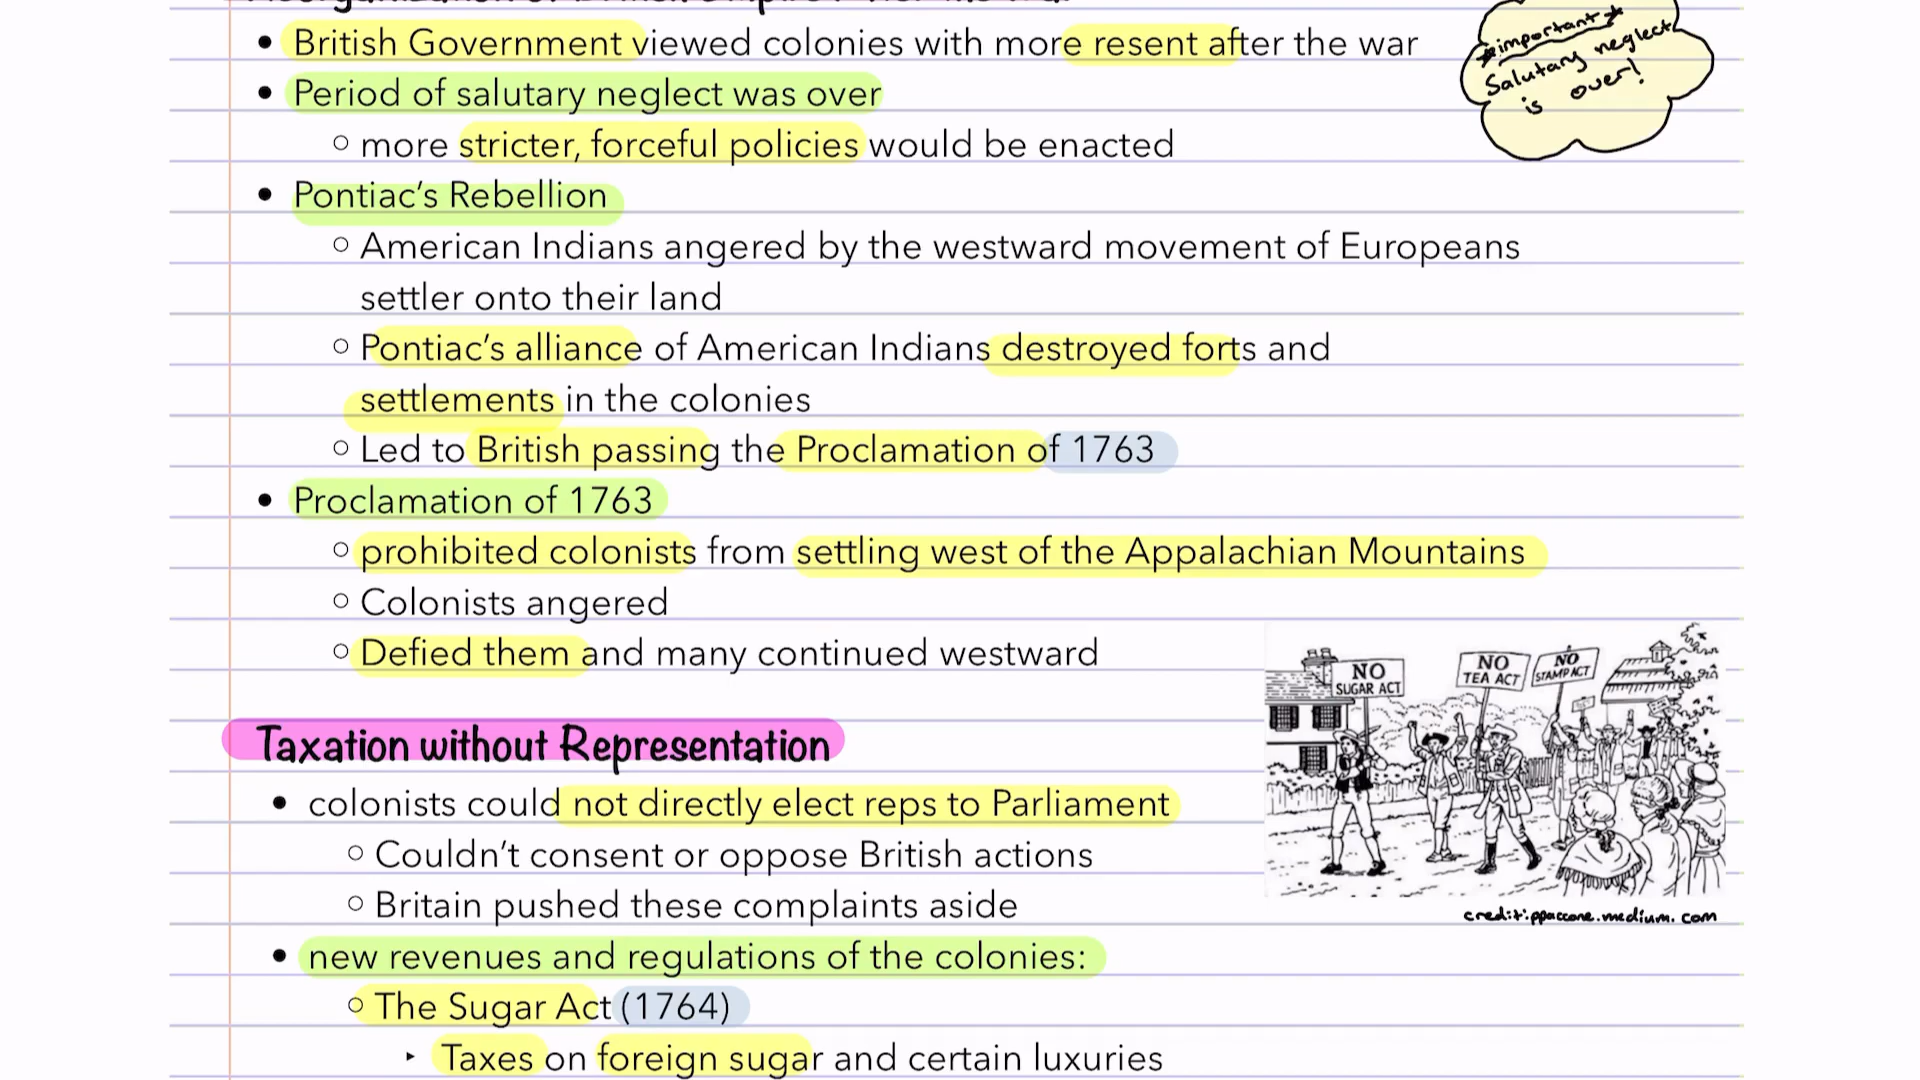 Reorganization of British Empire After the War
British Government viewed colonies with more resent after the war
*important*
Salutary neglect
is over!
Period of salutary neglect was over
more stricter, forceful policies would be enacted
Pontiac’s Rebellion
American Indians angered by the westward movement of Europeans
settler onto their land
Pontiac’s alliance of American Indians destroyed forts and
settlements in the colonies
Led to British passing the Proclamation of 1763
Proclamation of 1763
prohibited colonists from settling west of the Appalachian Mountains
Colonists angered
Defied them and many continued westward
NO
SUGAR ACT
NO
TEA ACT
NO
STAMP ACT
Taxation without Representation
colonists could not directly elect reps to Parliament
Couldn’t consent or oppose British actions
Britain pushed these complaints aside
credit: ppaccone.medium.com
new revenues and regulations of the colonies:
The Sugar Act (1764)
Taxes on foreign sugar and certain luxuries